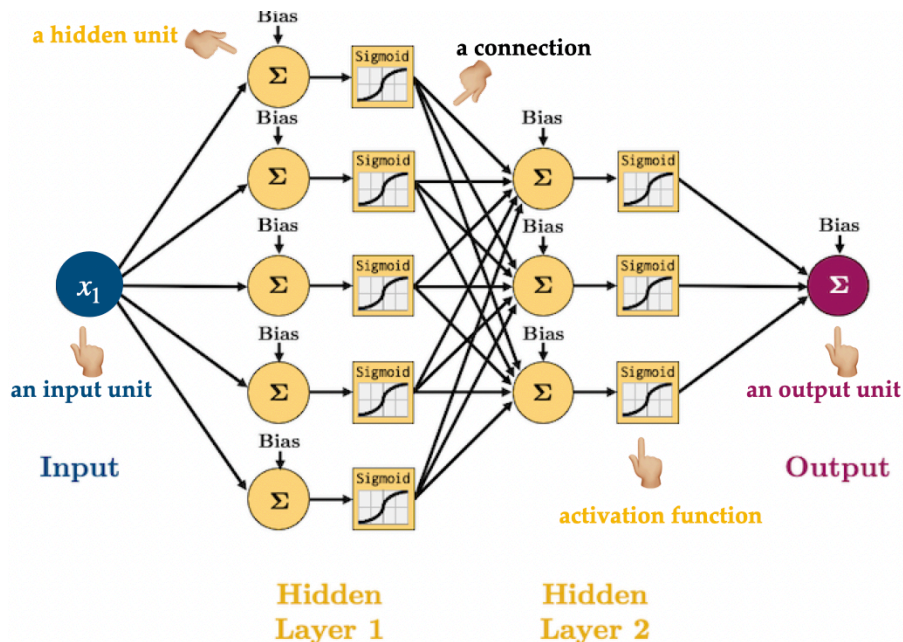 Bias
a hidden unit
Σ
Sigmoid
a connection
Bias
Σ
Sigmoid
Bias
Σ
Sigmoid
Bias
Σ
Sigmoid
Bias
Σ
Sigmoid
Bias
Σ
Sigmoid
Bias
Σ
x₁
Bias
Σ
Sigmoid
Bias
Σ
Sigmoid
an input unit
an output unit
Input
Bias
Σ
Sigmoid
Output
activation function
Hidden
Layer 1
Hidden
Layer 2